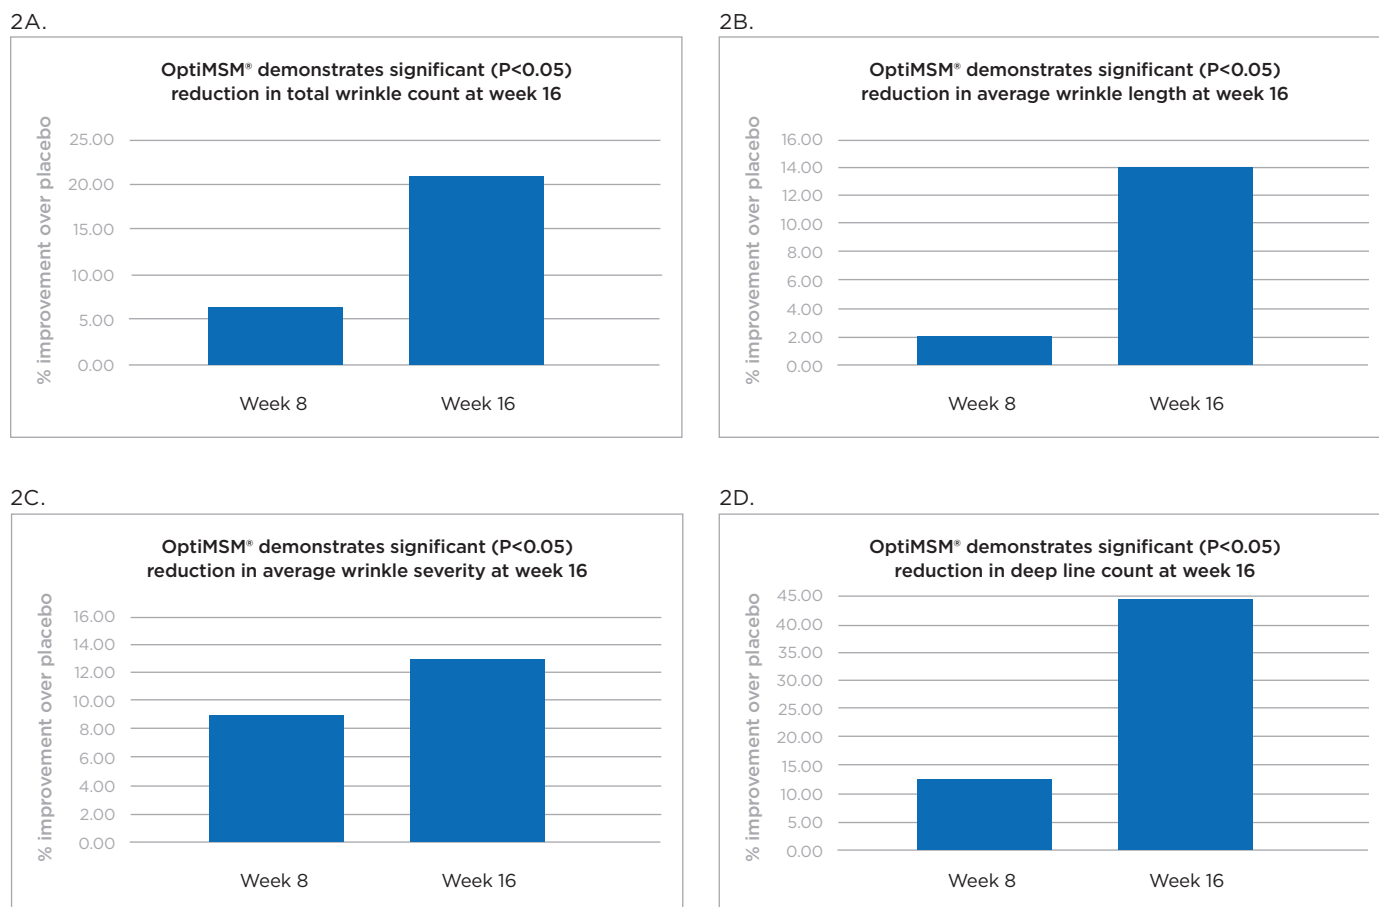 2A.
OptiMSM® demonstrates significant (P<0.05)
reduction in total wrinkle count at week 16
% improvement over placebo
25.00
20.00
15.00
10.00
5.00
0.00
Week 8 Week 16
2B.
OptiMSM® demonstrates significant (P<0.05)
reduction in average wrinkle length at week 16
% improvement over placebo
16.00
14.00
12.00
10.00
8.00
6.00
4.00
2.00
0.00
Week 8 Week 16
2C.
OptiMSM® demonstrates significant (P<0.05)
reduction in average wrinkle severity at week 16
% improvement over placebo
16.00
14.00
12.00
10.00
8.00
6.00
4.00
2.00
0.00
Week 8 Week 16
2D.
OptiMSM® demonstrates significant (P<0.05)
reduction in deep line count at week 16
% improvement over placebo
45.00
40.00
35.00
30.00
25.00
20.00
15.00
10.00
5.00
0.00
Week 8 Week 16